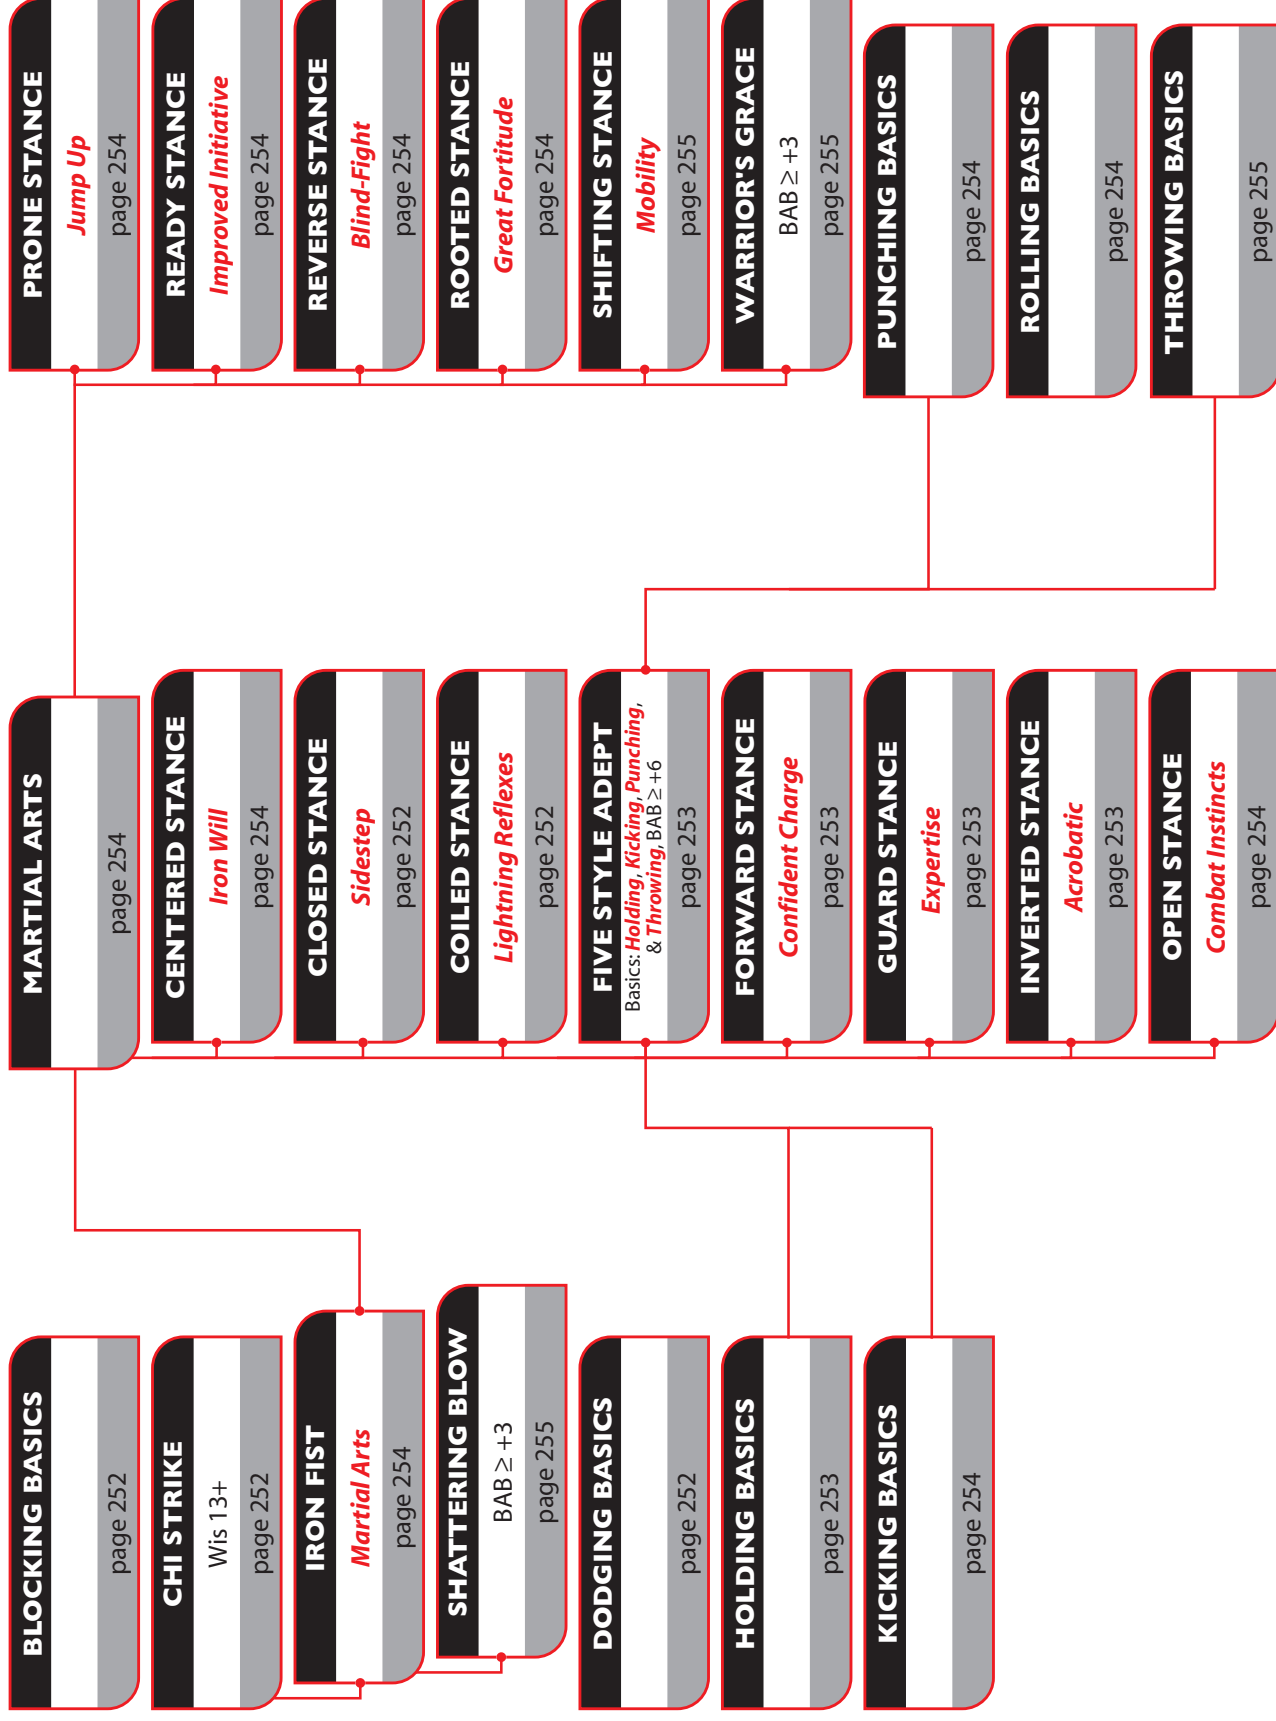 BLOCKING BASICS
page 252
CHI STRIKE
Wis 13+
page 252
IRON FIST
Martial Arts
page 254
SHATTERING BLOW
BAB ≥ +3
page 255
DODGING BASICS
page 252
HOLDING BASICS
page 253
KICKING BASICS
page 254
MARTIAL ARTS
page 254
CENTERED STANCE
Iron Will
page 254
CLOSED STANCE
Sidestep
page 252
COILED STANCE
Lightning Reflexes
page 252
FIVE STYLE ADEPT
Basics: Holding, Kicking, Punching,
& Throwing, BAB ≥ +6
page 253
FORWARD STANCE
Confident Charge
page 253
GUARD STANCE
Expertise
page 253
INVERTED STANCE
Acrobatic
page 253
OPEN STANCE
Combat Instincts
page 254
PRONE STANCE
Jump Up
page 254
READY STANCE
Improved Initiative
page 254
REVERSE STANCE
Blind-Fight
page 254
ROOTED STANCE
Great Fortitude
page 254
SHIFTING STANCE
Mobility
page 255
WARRIOR'S GRACE
BAB ≥ +3
page 255
PUNCHING BASICS
page 254
ROLLING BASICS
page 254
THROWING BASICS
page 255